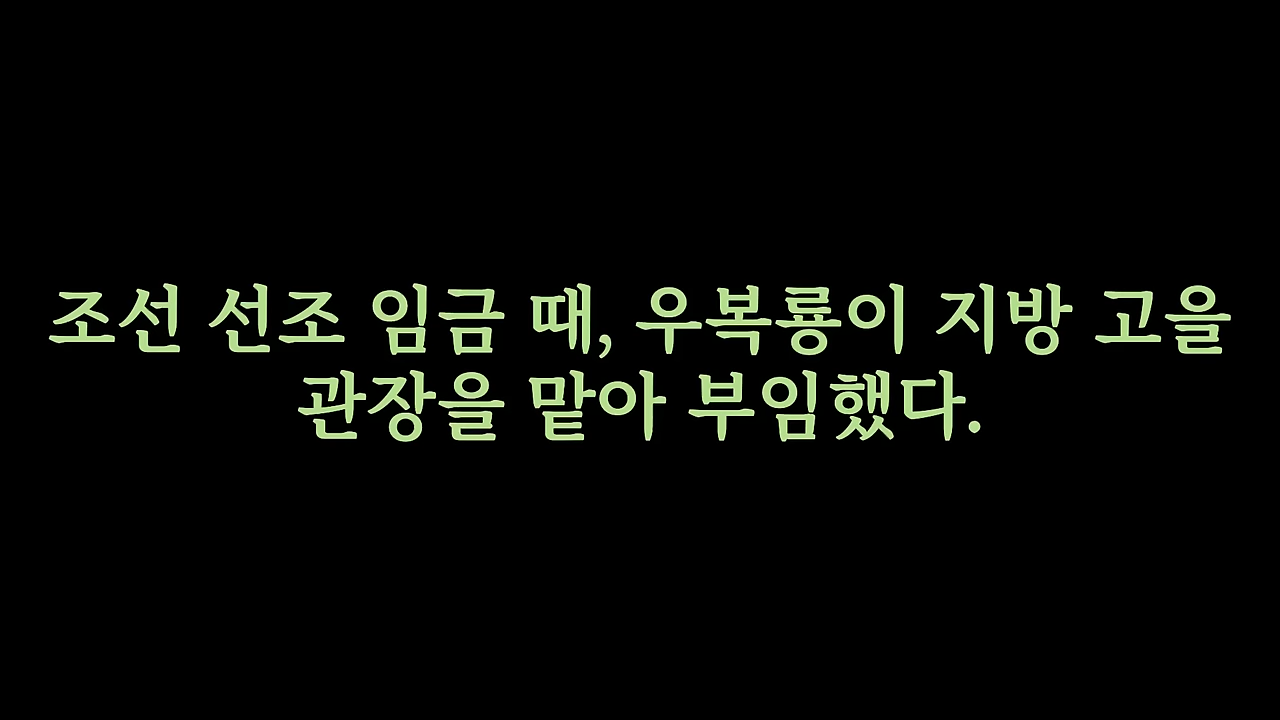 조선 선조 임금 때, 우복룡이 지방 고을
관장을 맡아 부임했다.